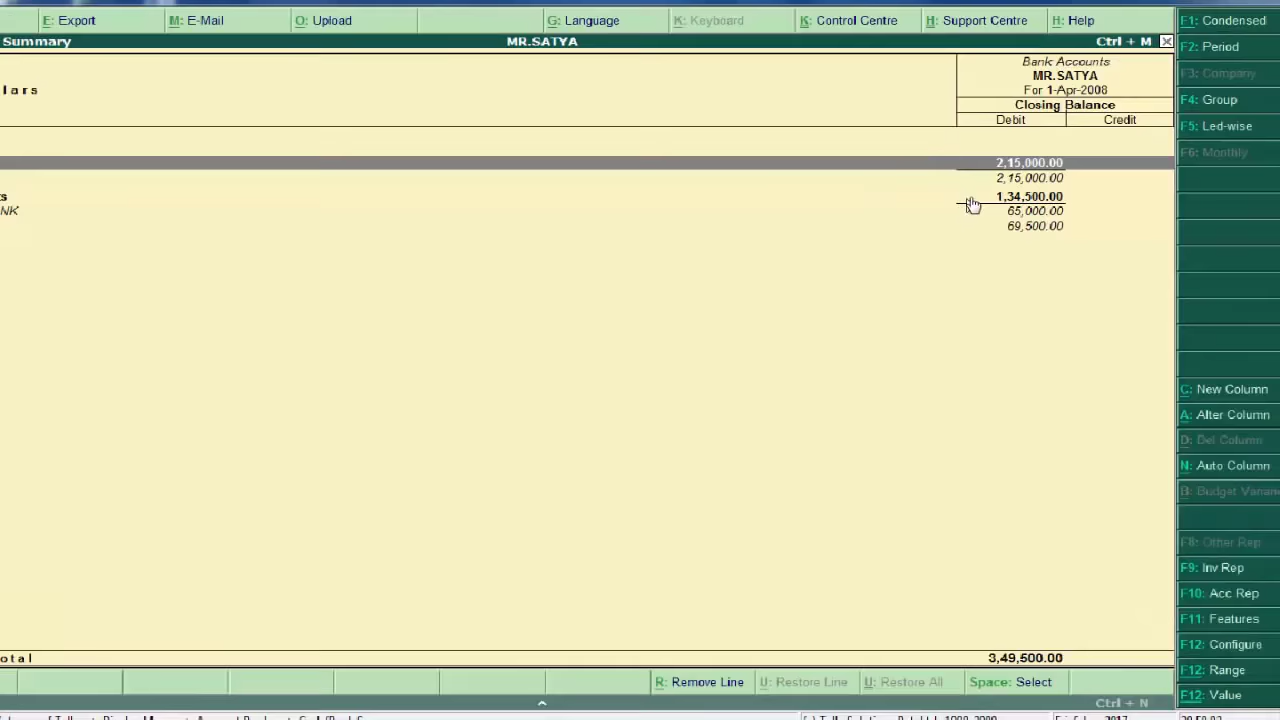 E: Export M: E-Mail O: Upload G: Language K: Keyboard K: Control Centre H: Support Centre H: Help
Summary MR.SATYA Ctrl + M
Bank Accounts
MR.SATYA
lars
For 1-Apr-2008
Closing Balance
Debit Credit
2,15,000.00
2,15,000.00
ts 1,34,500.00
NK 65,000.00
69,500.00
otal 3,49,500.00
R: Remove Line U: Restore Line U: Restore All Space: Select
Ctrl + N
F1: Condensed
F2: Period
F3: Company
F4: Group
F5: Led-wise
F6: Monthly
C: New Column
A: Alter Column
D: Del Column
N: Auto Column
B: Budget Varian
F8: Other Rep
F9: Inv Rep
F10: Acc Rep
F11: Features
F12: Configure
F12: Range
F12: Value